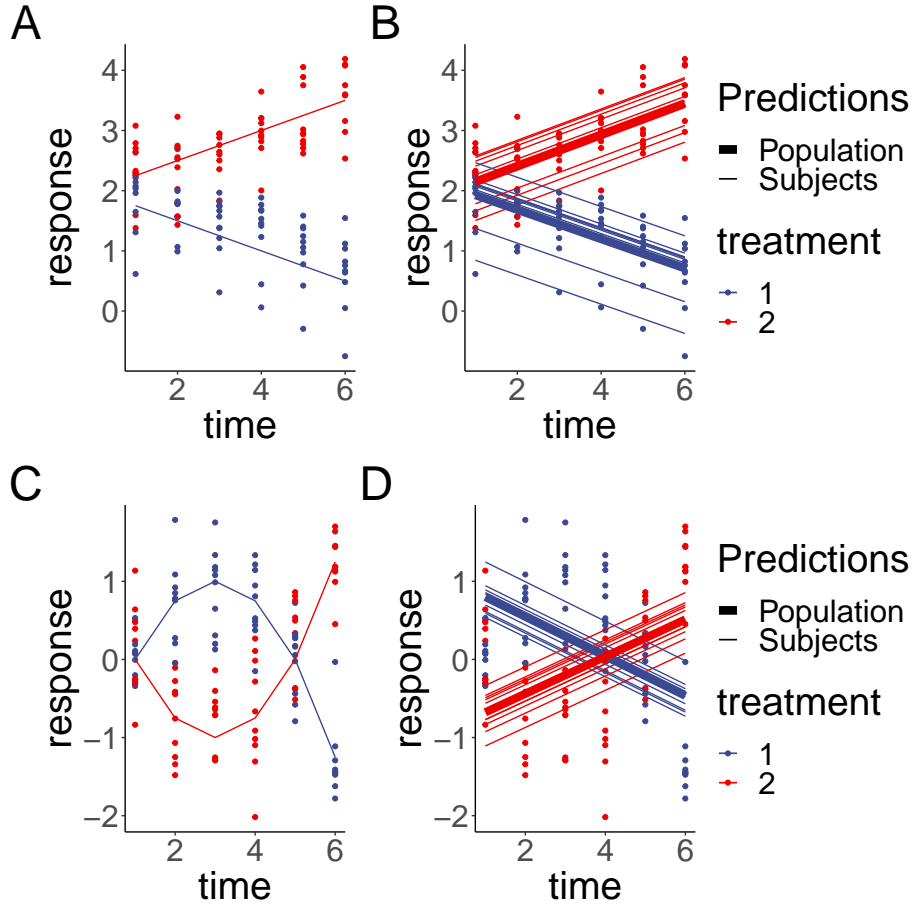 A
response
4
3
2
1
0
2
4
6
time
B
response
4
3
2
1
0
2
4
6
time
Predictions
Population
Subjects
treatment
1
2
C
response
1
0
−1
−2
2
4
6
time
D
response
1
0
−1
−2
2
4
6
time
Predictions
Population
Subjects
treatment
1
2